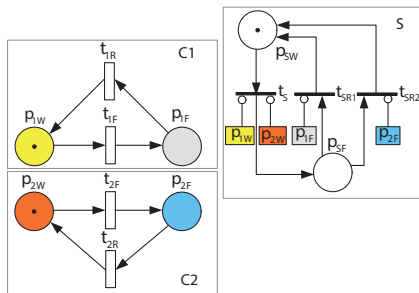 t1R
C1
p1W
t1F
p1F
p2W
t2F
p2F
t2R
C2
S
pSW
tS
tSR1
tSR2
p1W
p2W
p1F
p2F
pSF